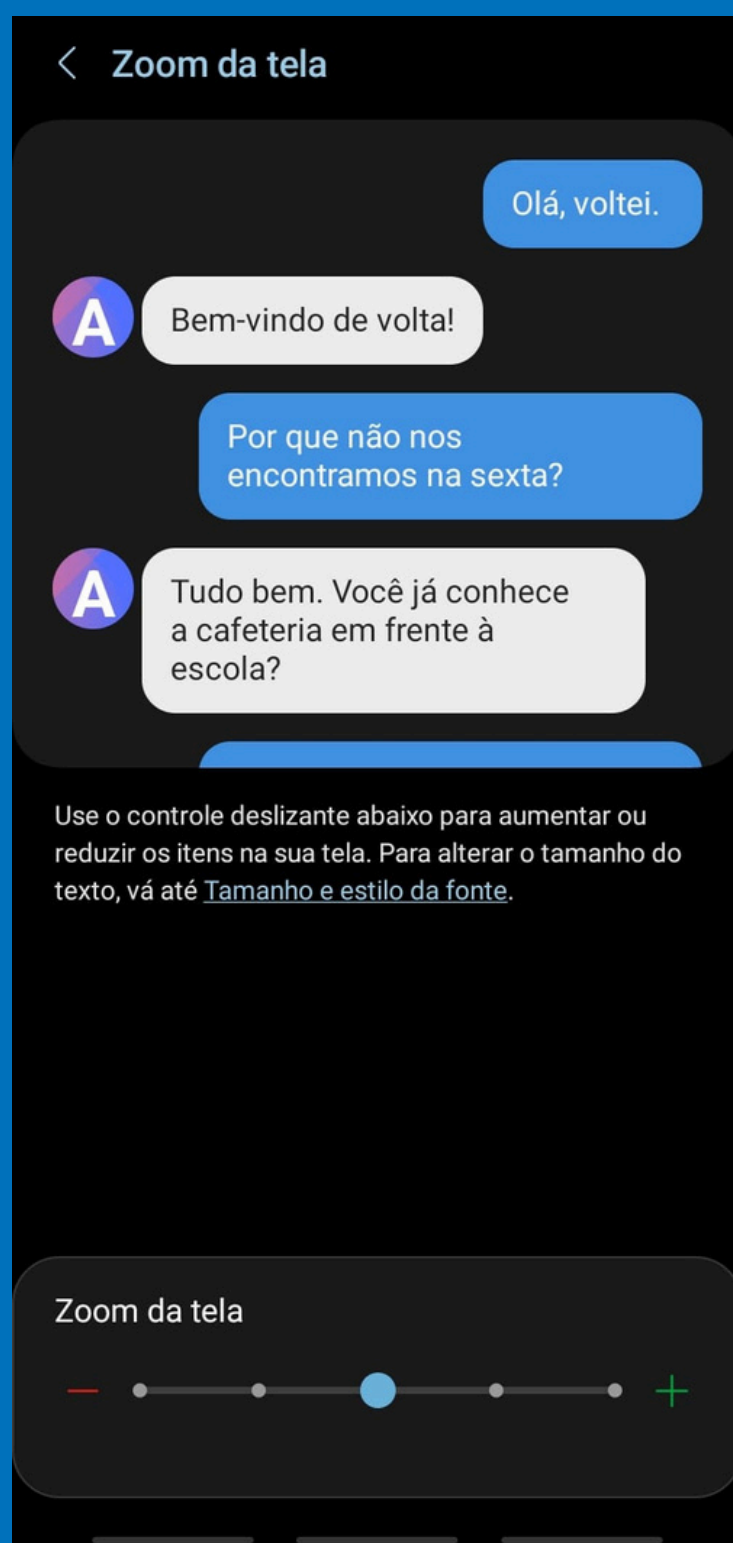 Zoom da tela
Olá, voltei.
A
Bem-vindo de volta!
Por que não nos
encontramos na sexta?
A
Tudo bem. Você já conhece
a cafeteria em frente à
escola?
Use o controle deslizante abaixo para aumentar ou
reduzir os itens na sua tela. Para alterar o tamanho do
texto, vá até Tamanho e estilo da fonte.
Zoom da tela